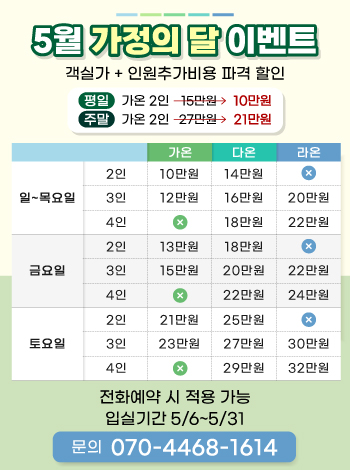 5월 가정의 달 이벤트
객실가 + 인원추가비용 파격 할인
평일 가온 2인 15만원→ 10만원
주말 가온 2인 27만원→ 21만원
가온 다온 라온
일~목요일
2인 10만원 14만원
3인 12만원 16만원 20만원
4인 18만원 22만원
금요일
2인 13만원 18만원
3인 15만원 20만원 22만원
4인 22만원 24만원
토요일
2인 21만원 25만원
3인 23만원 27만원 30만원
4인 29만원 32만원
전화예약 시 적용 가능
입실기간 5/6~5/31
문의 070-4468-1614